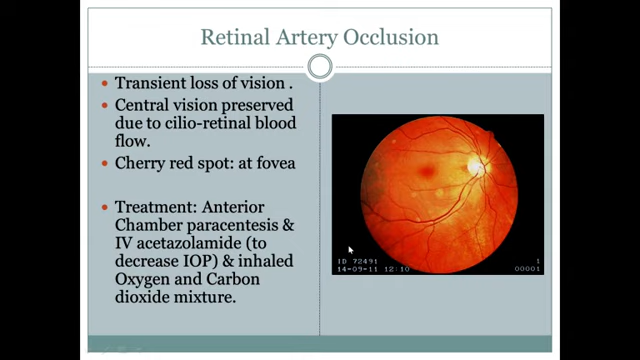 Retinal Artery Occlusion
Transient loss of vision .
Central vision preserved
due to cilio-retinal blood
flow.
Cherry red spot: at fovea
Treatment: Anterior
Chamber paracentesis &
IV acetazolamide (to
decrease IOP) & inhaled
Oxygen and Carbon
dioxide mixture.
ID 72491 1
14-09-11 12:10 00001